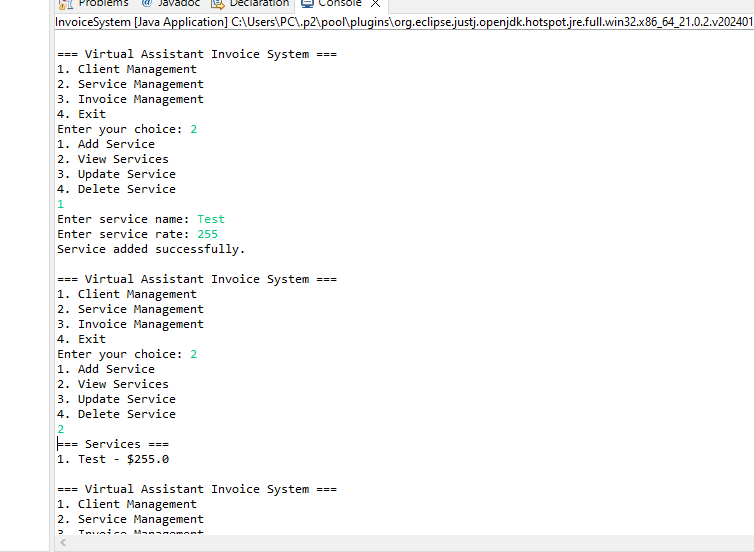 Problems @ Javadoc Declaration Console
InvoiceSystem [Java Application] C:\Users\PC\.p2\pool\plugins\org.eclipse.justj.openjdk.hotspot.jre.full.win32.x86_64_21.0.2.v202401
=== Virtual Assistant Invoice System ===
1. Client Management
2. Service Management
3. Invoice Management
4. Exit
Enter your choice: 2
1. Add Service
2. View Services
3. Update Service
4. Delete Service
1
Enter service name: Test
Enter service rate: 255
Service added successfully.
=== Virtual Assistant Invoice System ===
1. Client Management
2. Service Management
3. Invoice Management
4. Exit
Enter your choice: 2
1. Add Service
2. View Services
3. Update Service
4. Delete Service
2
=== Services ===
1. Test - $255.0
=== Virtual Assistant Invoice System ===
1. Client Management
2. Service Management
3. Invoice Management